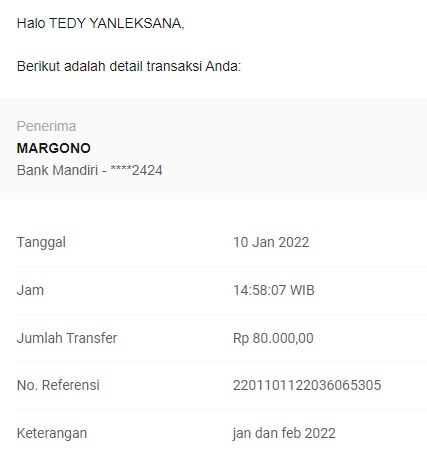 Halo TEDY YANLEKSANA,
Berikut adalah detail transaksi Anda:
Penerima
MARGONO
Bank Mandiri - ****2424
Tanggal 10 Jan 2022
Jam 14:58:07 WIB
Jumlah Transfer Rp 80.000,00
No. Referensi 2201101122036065305
Keterangan jan dan feb 2022